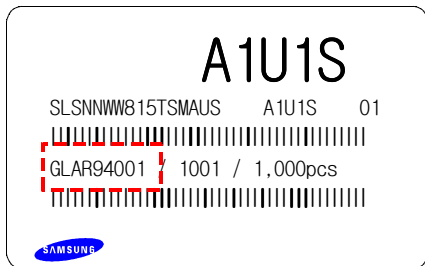 A1U1S
SLSNNWW815TSMAUS A1U1S 01
GLAR94001 / 1001 / 1,000pcs
SAMSUNG